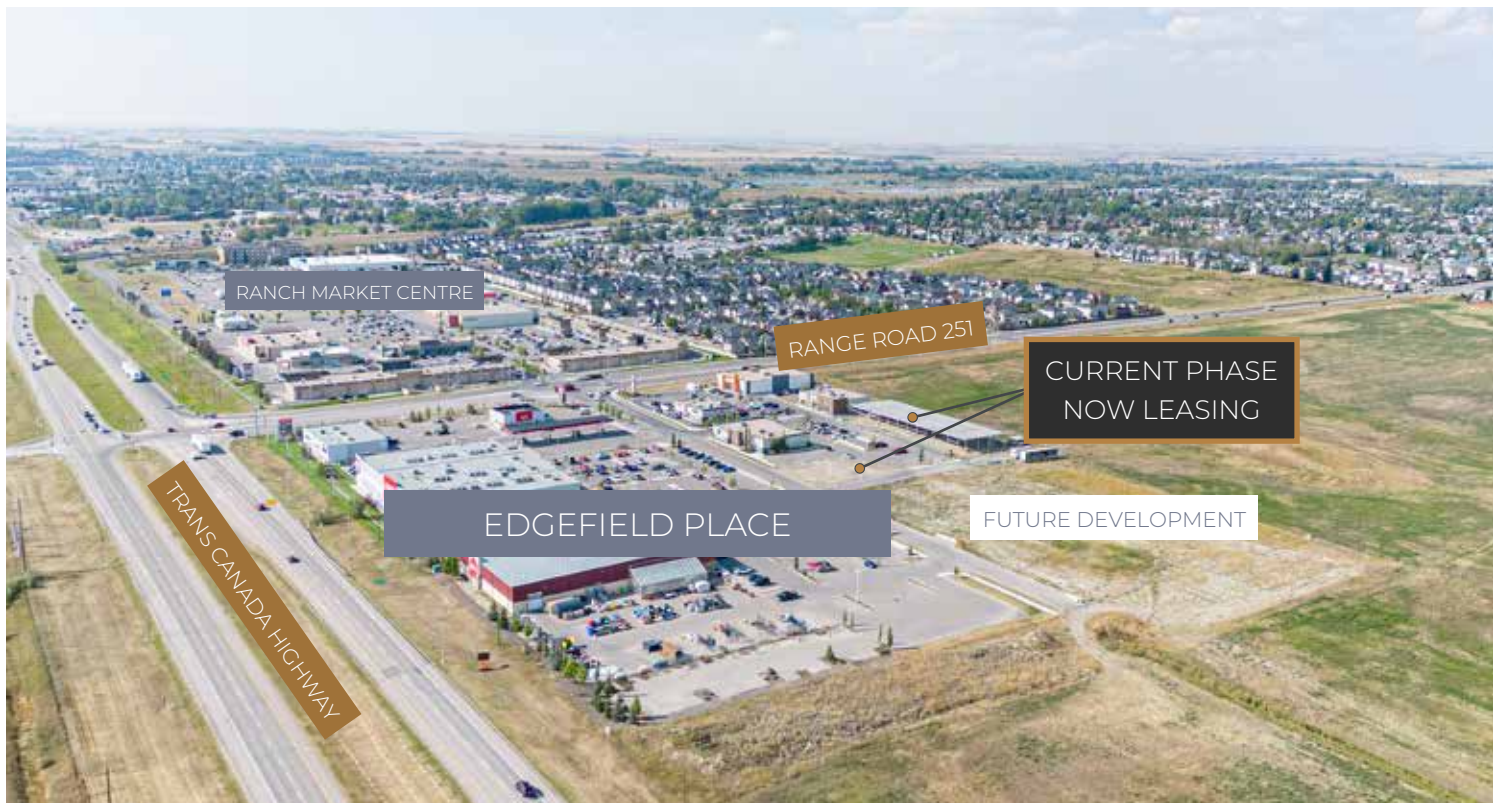 RANCH MARKET CENTRE
RANGE ROAD 251
CURRENT PHASE
NOW LEASING
EDGEFIELD PLACE
FUTURE DEVELOPMENT
TRANS CANADA HIGHWAY